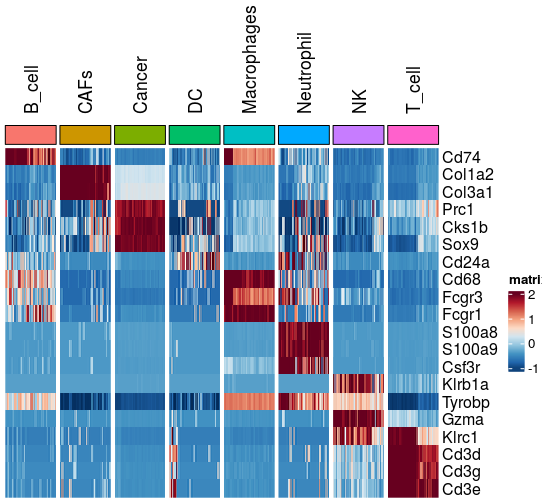 B_cell
CAFs
Cancer
DC
Macrophages
Neutrophil
NK
T_cell
Cd74
Col1a2
Col3a1
Prc1
Cks1b
Sox9
Cd24a
Cd68
Fcgr3
Fcgr1
S100a8
S100a9
Csf3r
Klrb1a
Tyrobp
Gzma
Klrc1
Cd3d
Cd3g
Cd3e
matri
2
1
0
-1